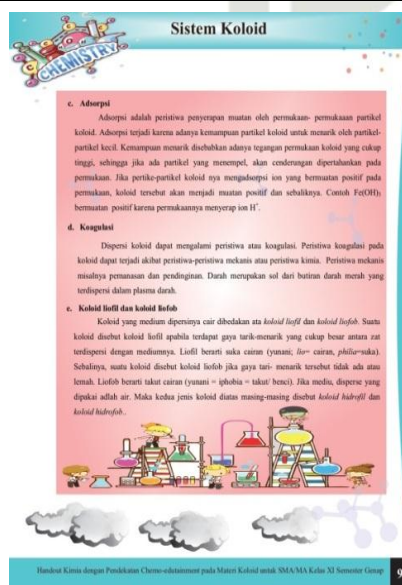 Sistem Koloid
CHEMISTRY
c. Adsorpsi
Adsorpsi adalah peristiwa penyerapan muatan oleh permukaan- permukaaan partikel
koloid. Adsorpsi terjadi karena adanya kemampuan partikel koloid untuk menarik oleh partikel-
partikel kecil. Kemampuan menarik disebabkan adanya tegangan permukaan koloid yang cukup
tinggi, sehingga jika ada partikel yang menempel, akan cenderungan dipertahankan pada
permukaan. Jika pertike-partikel koloid nya mengadsorpsi ion yang bermuatan positif pada
permukaan, koloid tersebut akan menjadi muatan positif dan sebaliknya. Contoh Fe(OH)₃
bermuatan positif karena permukaannya menyerap ion H⁺.
d. Koagulasi
Dispersi koloid dapat mengalami peristiwa atau koagulasi. Peristiwa koagulasi pada
koloid dapat terjadi akibat peristiwa-peristiwa mekanis atau peristiwa kimia. Peristiwa mekanis
misalnya pemanasan dan pendinginan. Darah merupakan sol dari butiran darah merah yang
terdispersi dalam plasma darah.
e. Koloid liofil dan koloid liofob
Koloid yang medium dipersinya cair dibedakan ata koloid liofil dan koloid liofob. Suatu
koloid disebut koloid liofil apabila terdapat gaya tarik-menarik yang cukup besar antara zat
terdispersi dengan mediumnya. Liofil berarti suka cairan (yunani; lio= cairan, philia=suka).
Sebalinya, suatu koloid disebut koloid liofob jika gaya tari- menarik tersebut tidak ada atau
lemah. Liofob berarti takut cairan (yunani = iphobia = takut/ benci). Jika mediu, disperse yang
dipakai adlah air. Maka kedua jenis koloid diatas masing-masing disebut koloid hidrofil dan
koloid hidrofob..
Handout Kimia dengan Pendekatan Chemo-edutainment pada Materi Koloid untuk SMA/MA Kelas XI Semester Genap
9